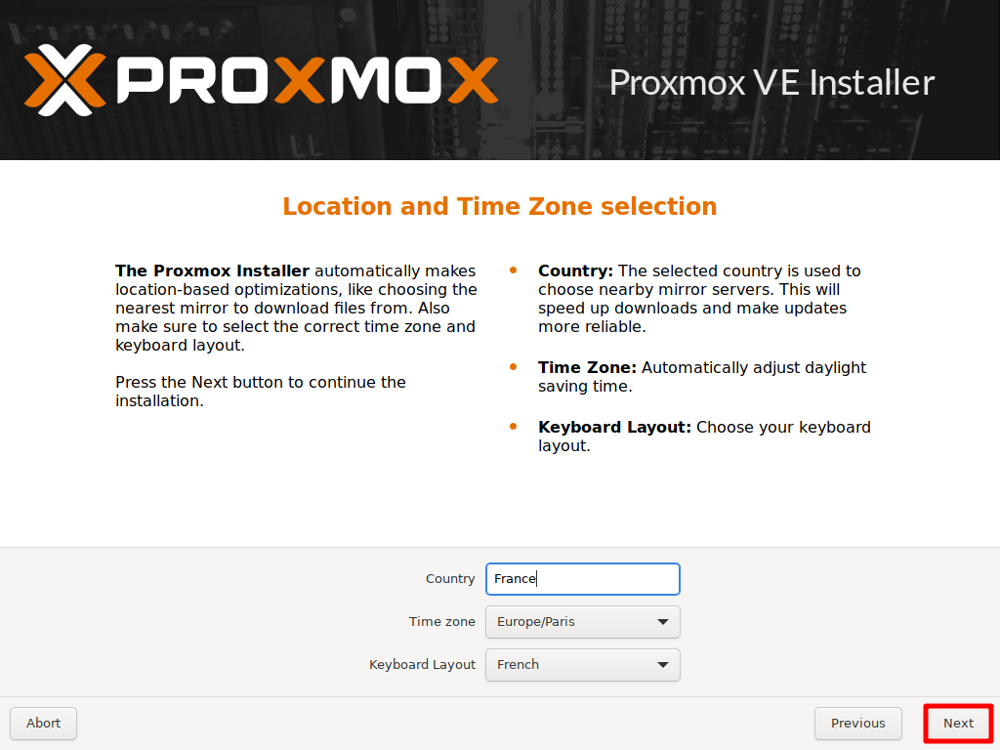 PROXMOX
Proxmox VE Installer
Location and Time Zone selection
The Proxmox Installer automatically makes
location-based optimizations, like choosing the
nearest mirror to download files from. Also
make sure to select the correct time zone and
keyboard layout.
Press the Next button to continue the
installation.
Country: The selected country is used to
choose nearby mirror servers. This will
speed up downloads and make updates
more reliable.
Time Zone: Automatically adjust daylight
saving time.
Keyboard Layout: Choose your keyboard
layout.
Country France
Time zone Europe/Paris
Keyboard Layout French
Abort Previous Next